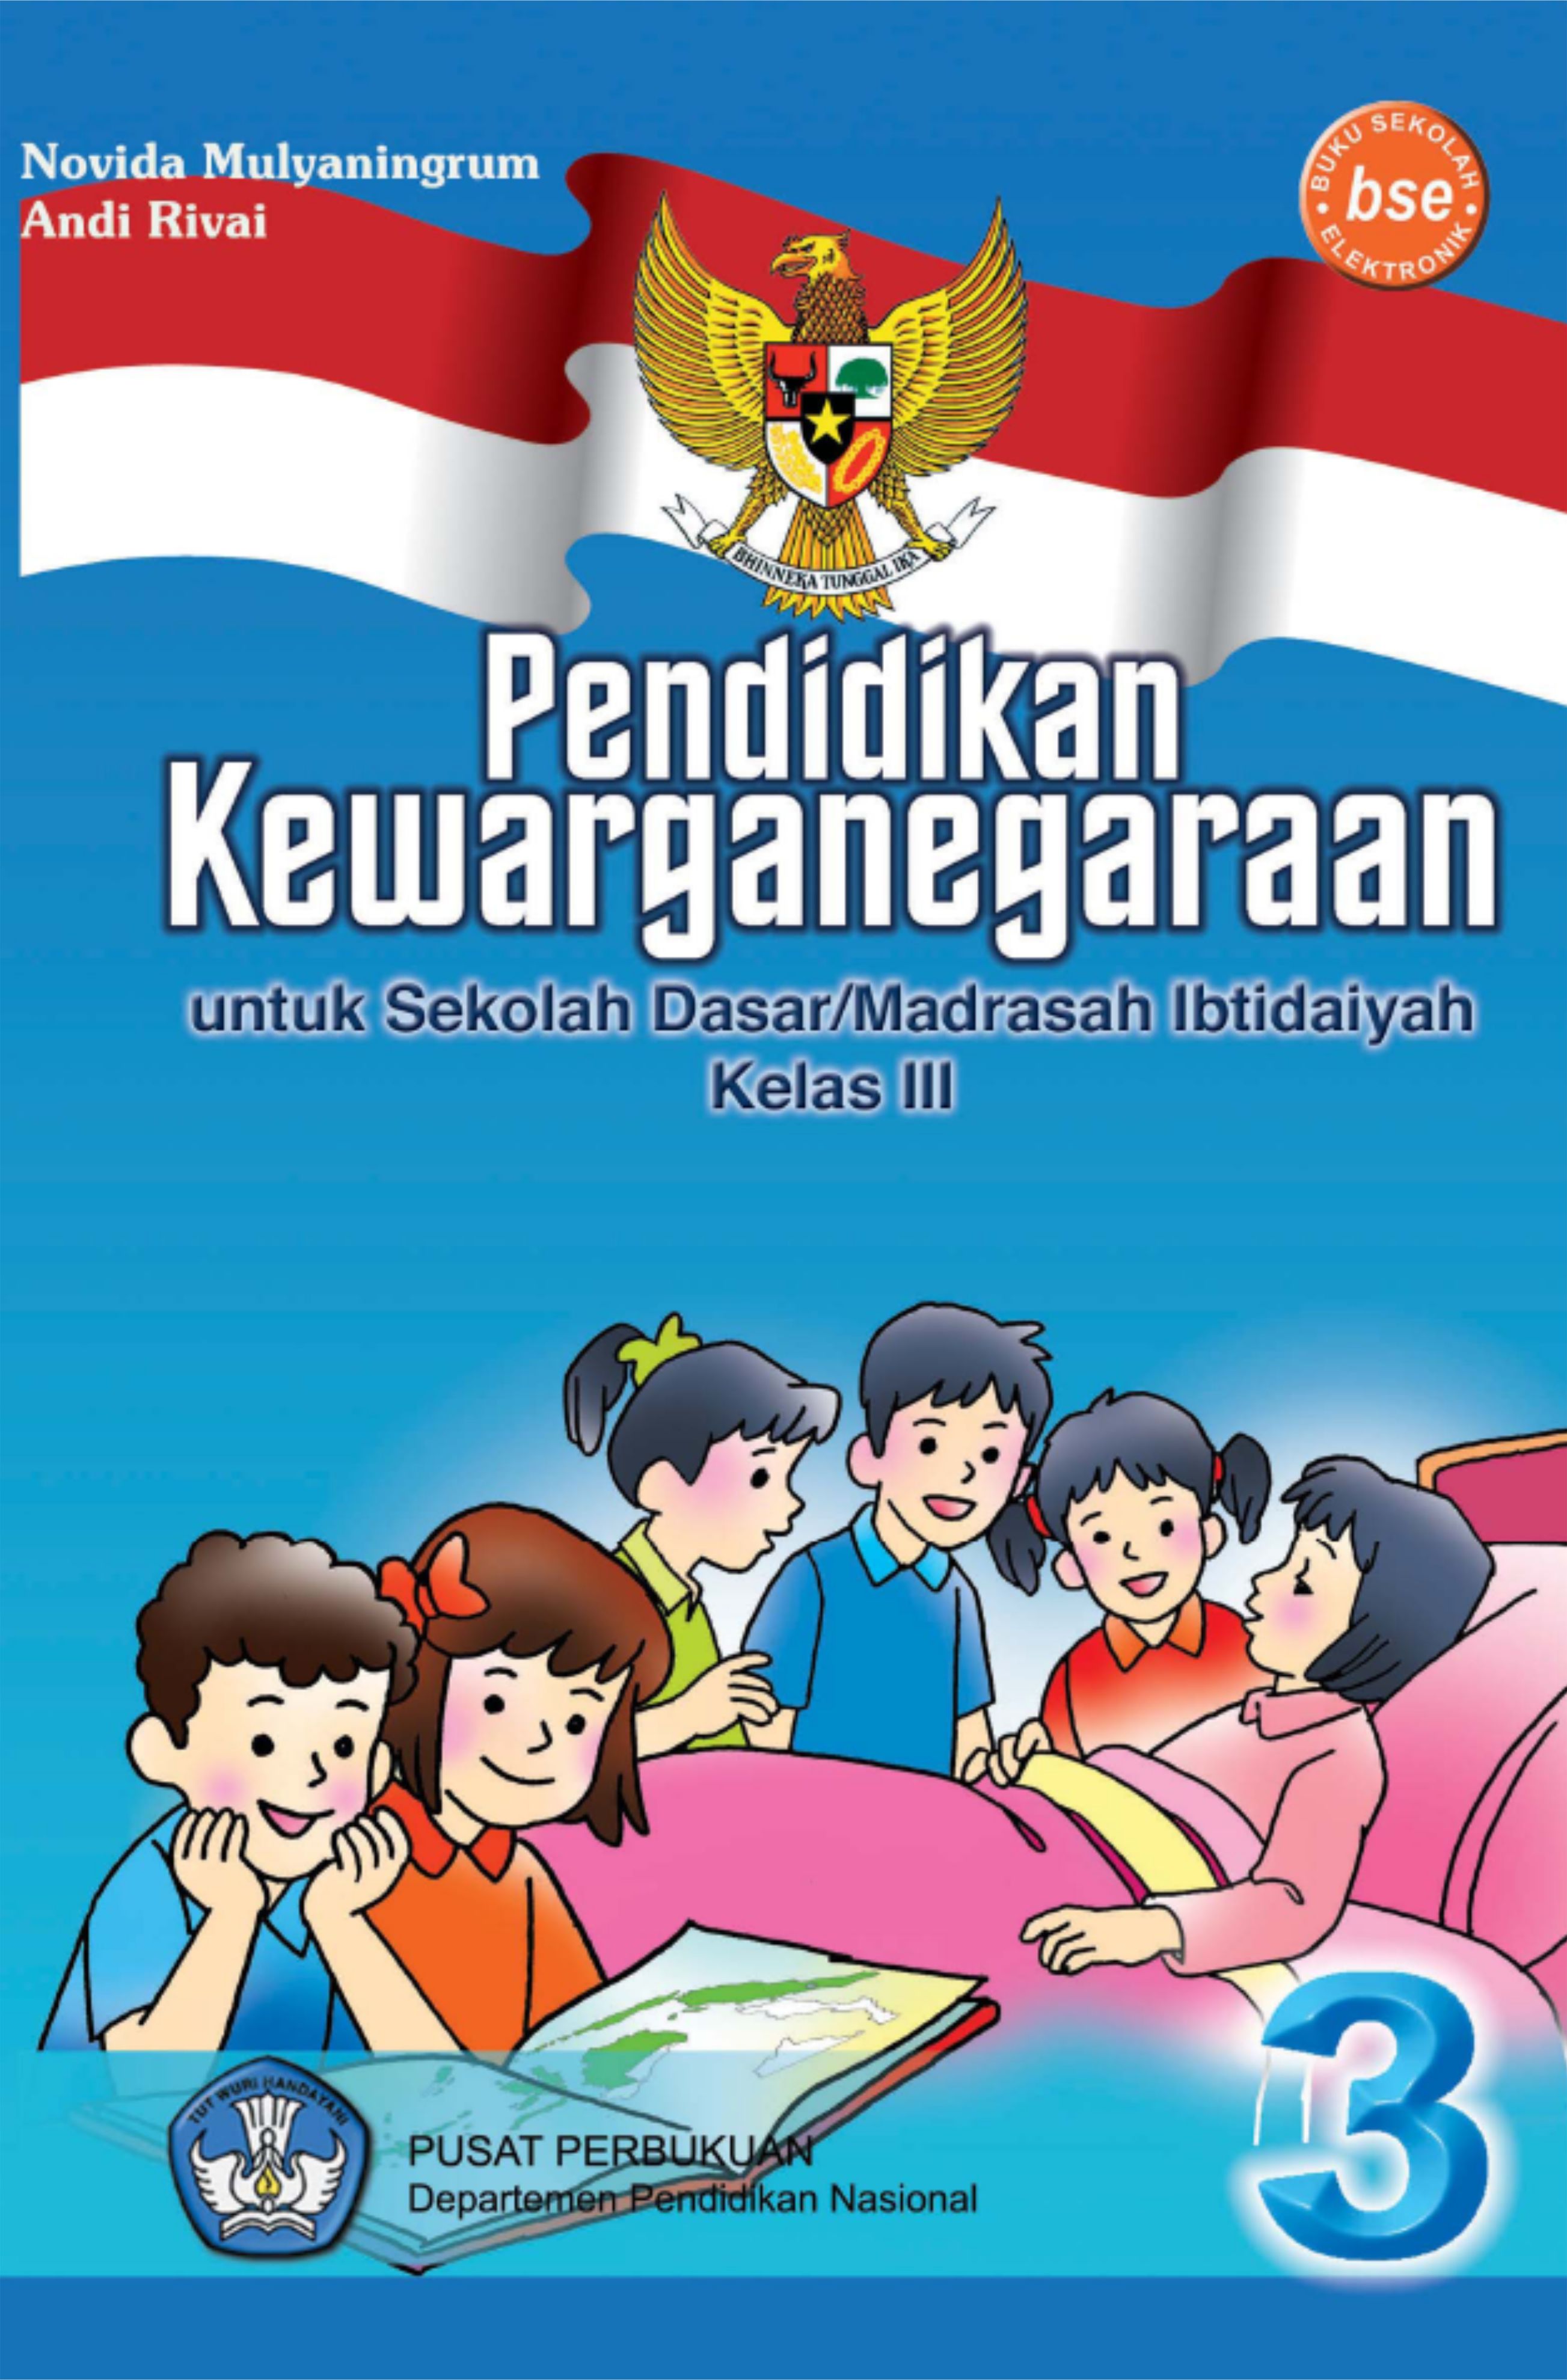 Novida Mulyaningrum
Andi Rivai
BUKU SEKOLAH
bse
ELEKTRONIK
BHINNEKA TUNGGAL IKA
Pendidikan
Kewarganegaraan
untuk Sekolah Dasar/Madrasah Ibtidaiyah
Kelas III
TUT WURI HANDAYANI
PUSAT PERBUKUAN
Departemen Pendidikan Nasional
3